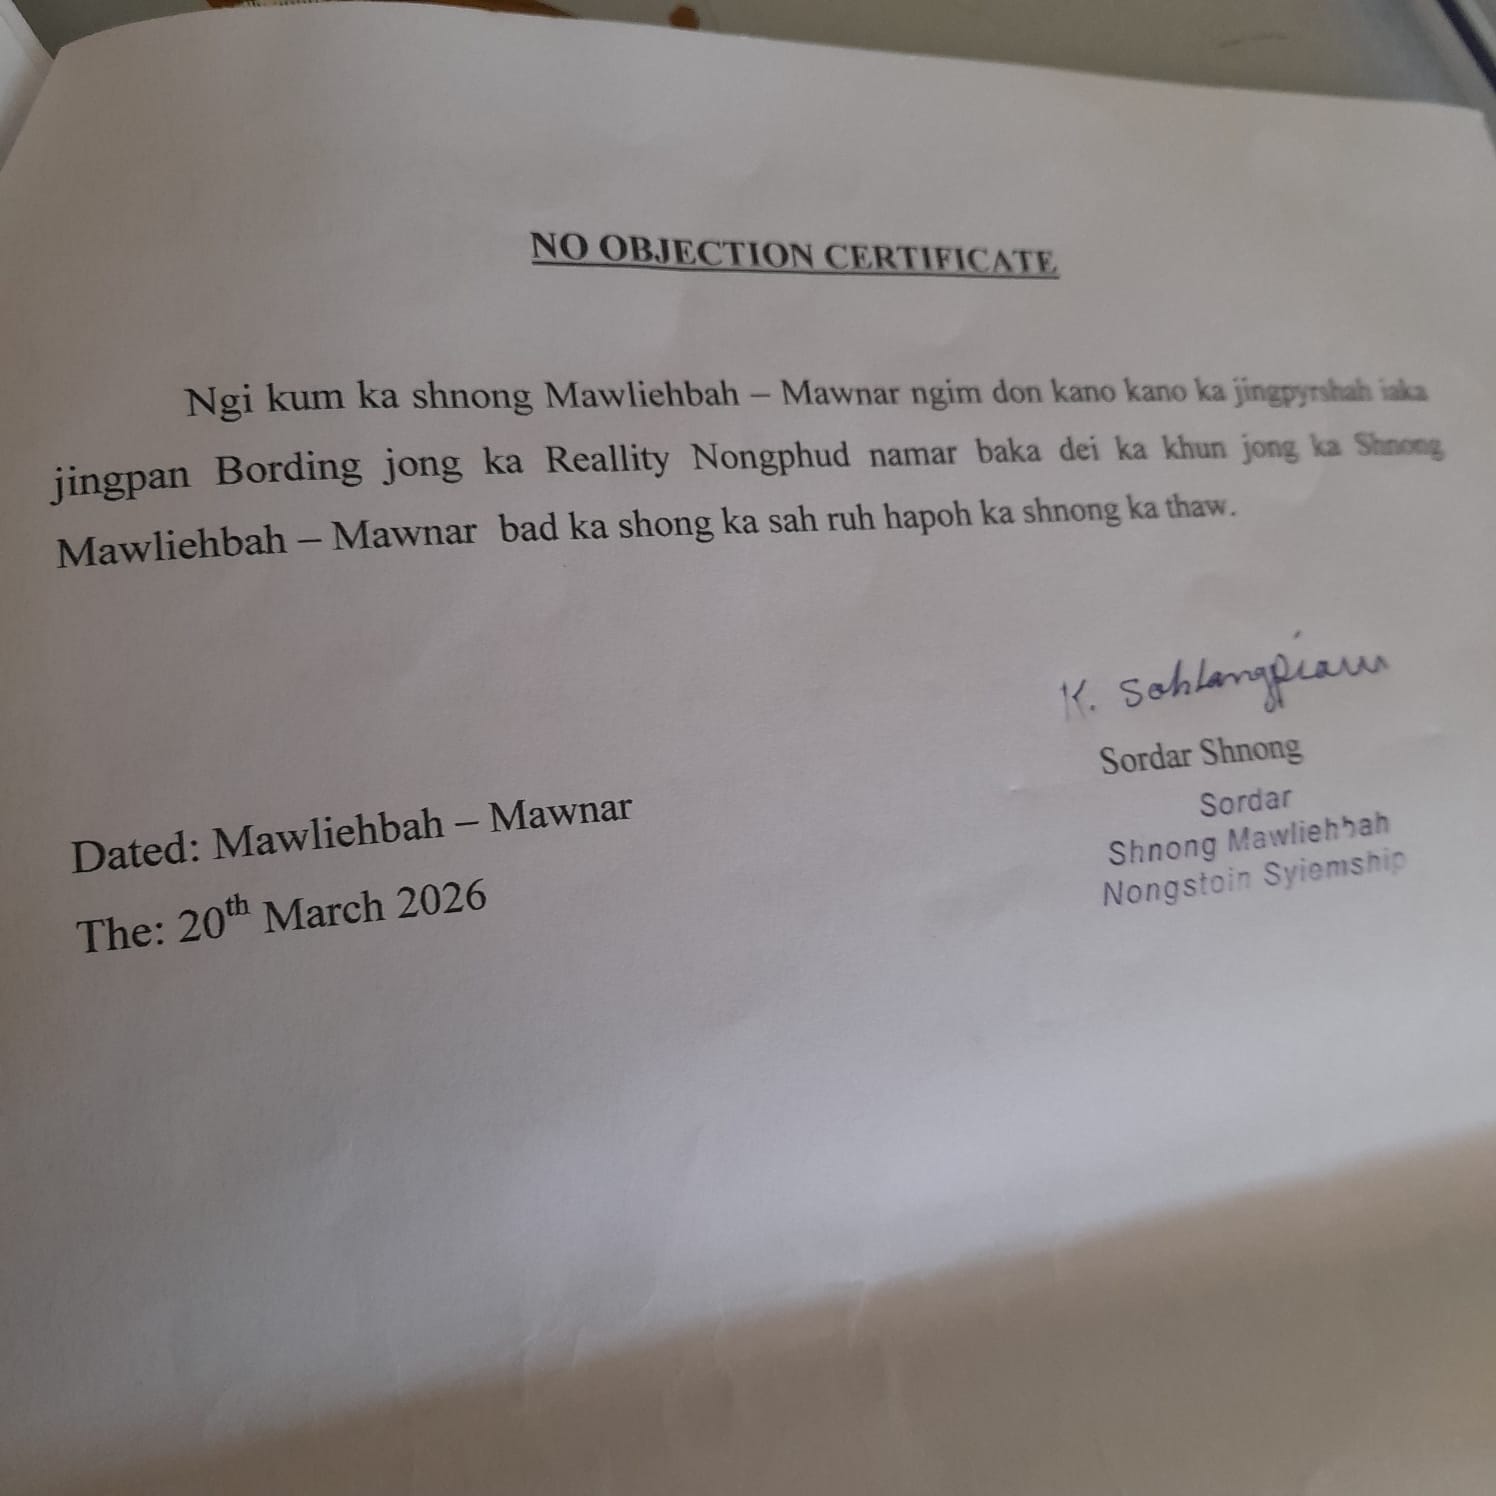 NO OBJECTION CERTIFICATE
Ngi kum ka shnong Mawliehbah – Mawnar ngim don kano kano ka jingpyrshah iaka
jingpan Bording jong ka Reallity Nongphud namar baka dei ka khun jong ka Shnong
Mawliehbah – Mawnar bad ka shong ka sah ruh hapoh ka shnong ka thaw.
K. Sohlangpiaw
Sordar Shnong
Sordar
Shnong Mawliehbah
Nongstoin Syiemship
Dated: Mawliehbah – Mawnar
The: 20th March 2026